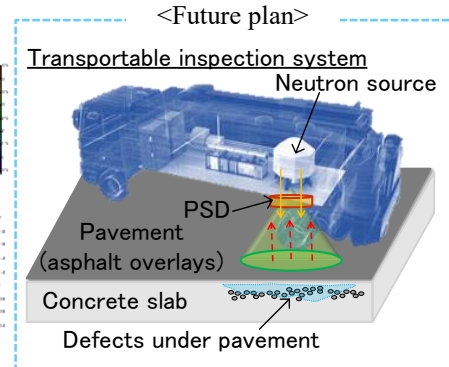 <Future plan>
Transportable inspection system
Neutron source
PSD
Pavement
(asphalt overlays)
Concrete slab
Defects under pavement